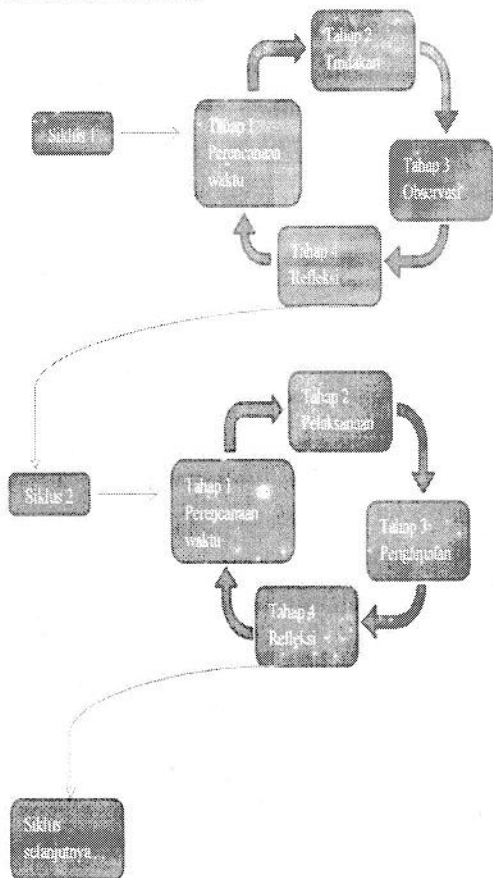 Tahap 2
Tindakan
Siklus 1
Tahap 1
Perencanaan
waktu
Tahap 3
Observasi
Tahap 4
Refleksi
Tahap 2
Pelaksanaan
Siklus 2
Tahap 1
Perencanaan
waktu
Tahap 3
Tahap 4
Refleksi
Siklus
selanjutnya